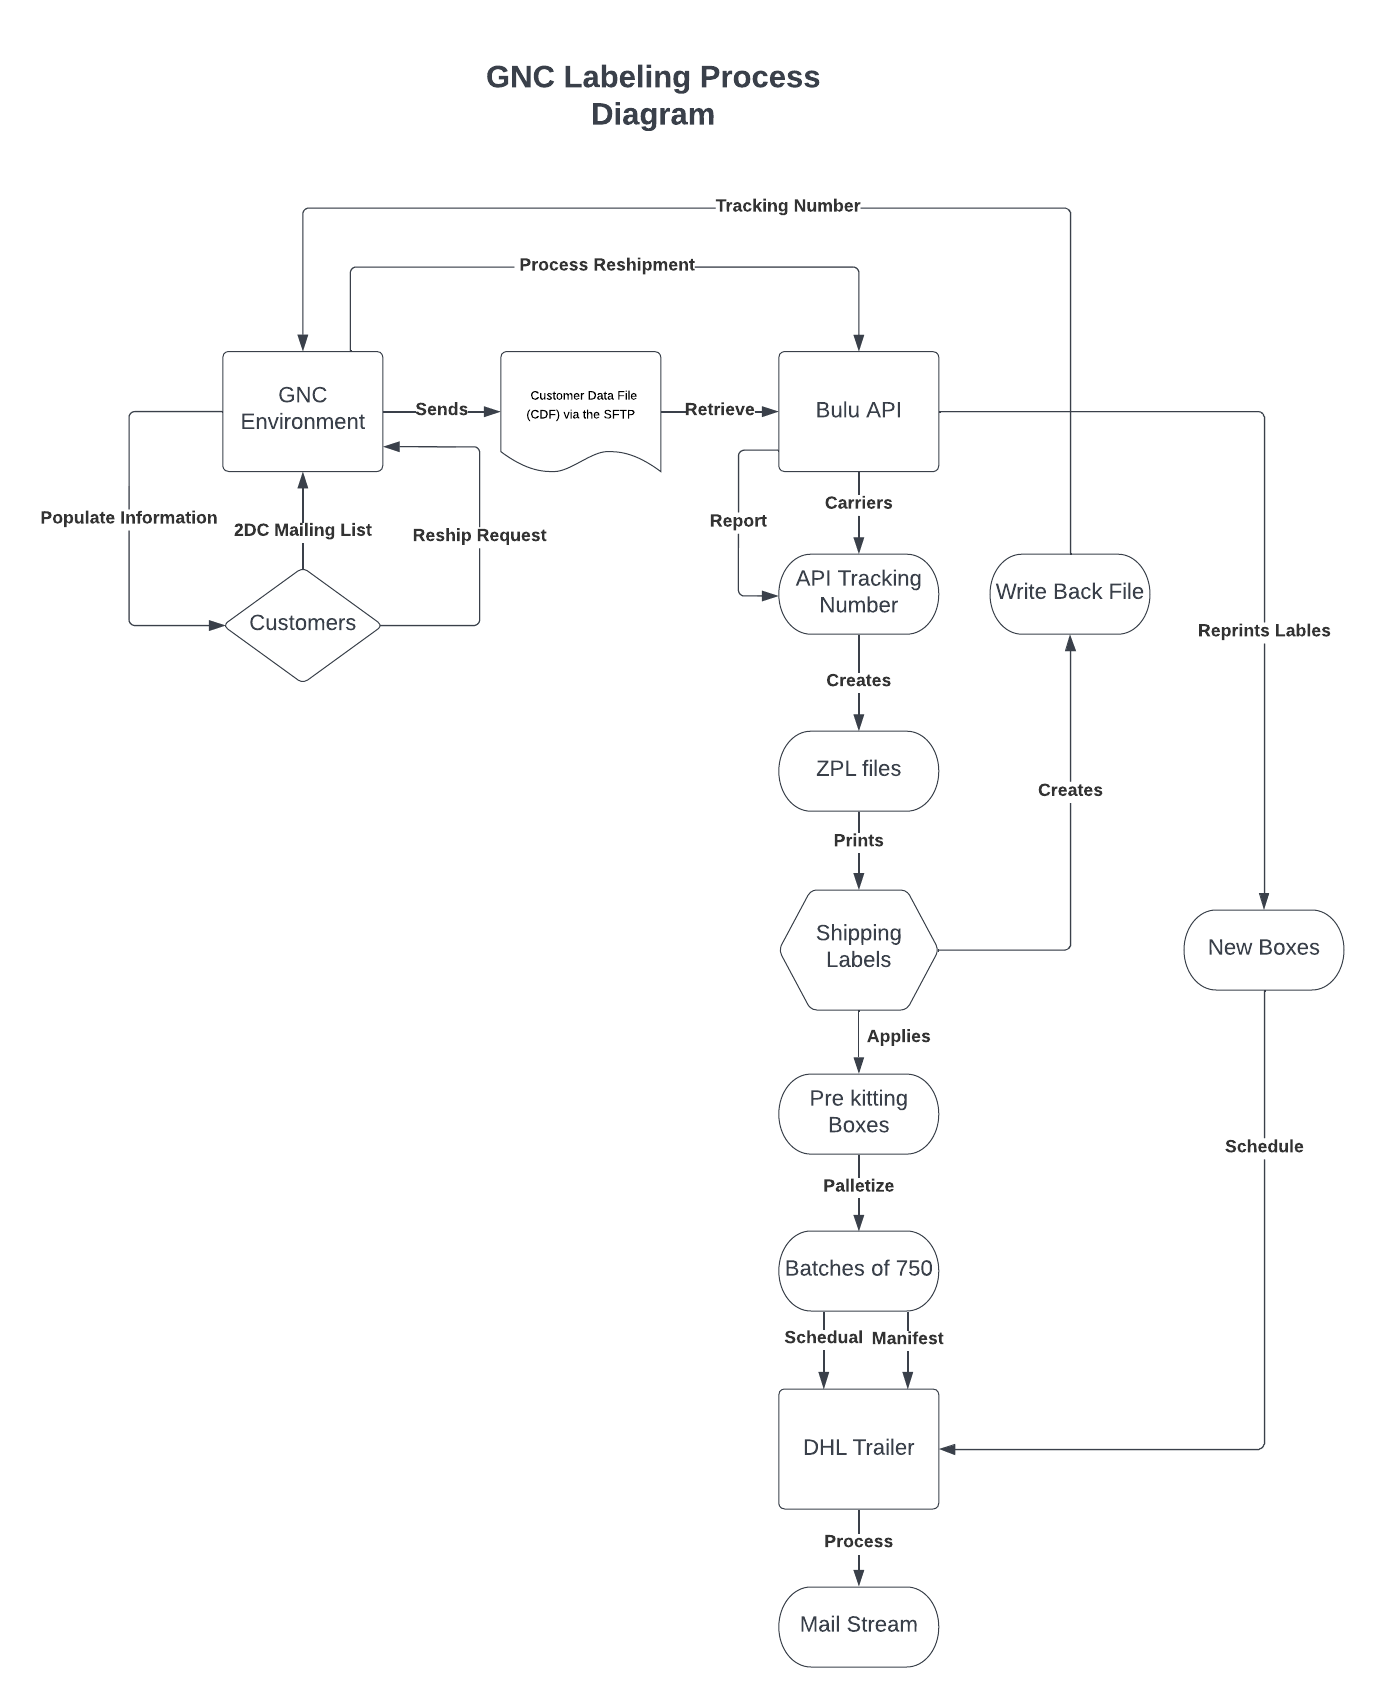 GNC Labeling Process
Diagram
Tracking Number
Process Reshipment
GNC
Environment
Sends
Customer Data File
(CDF) via the SFTP
Retrieve
Bulu API
Populate Information
2DC Mailing List
Reship Request
Report
Carriers
Customers
API Tracking
Number
Write Back File
Reprints Lables
Creates
ZPL files
Creates
Prints
Shipping
Labels
New Boxes
Applies
Pre kitting
Boxes
Schedule
Palletize
Batches of 750
Schedual
Manifest
DHL Trailer
Process
Mail Stream